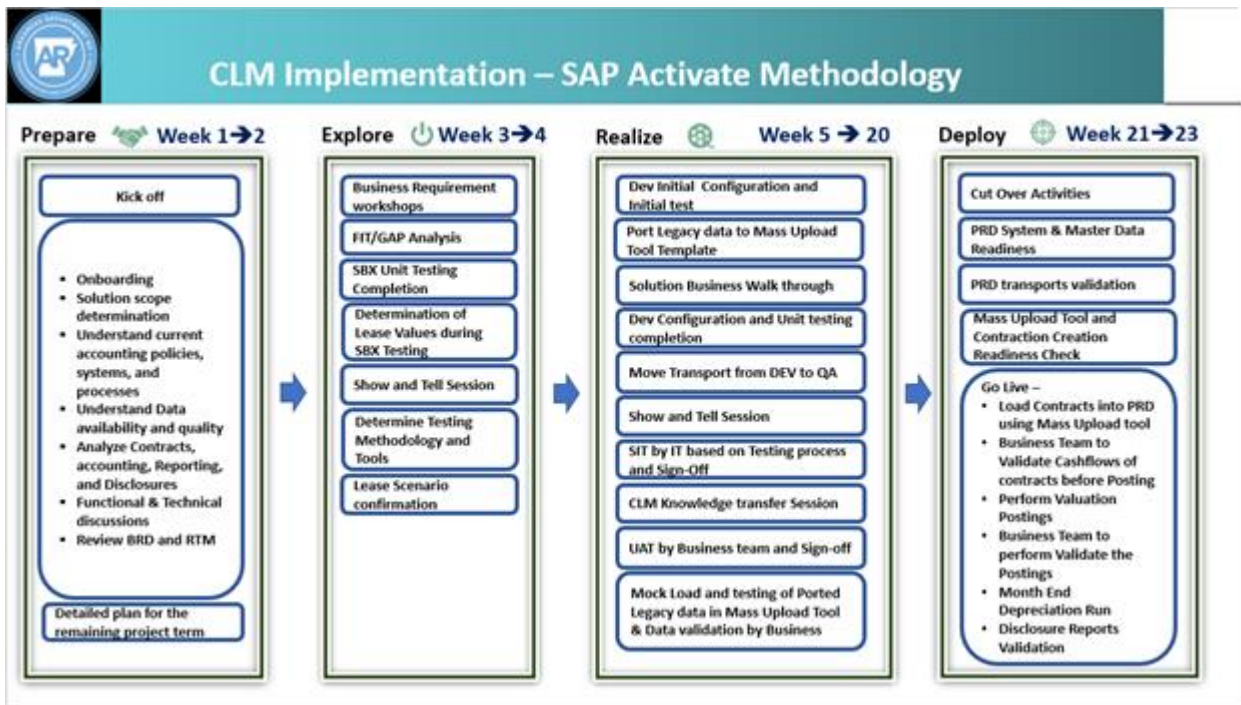 AR
CLM Implementation – SAP Activate Methodology
Prepare Week 1→2
Kick off
• Onboarding
• Solution scope
determination
• Understand current
accounting policies,
systems, and
processes
• Understand Data
availability and quality
• Analyze Contracts,
accounting, Reporting,
and Disclosures
• Functional & Technical
discussions
• Review BRD and RTM
Detailed plan for the
remaining project term
Explore Week 3→4
Business Requirement
workshops
FIT/GAP Analysis
SBX Unit Testing
Completion
Determination of
Lease Values during
SBX Testing
Show and Tell Session
Determine Testing
Methodology and
Tools
Lease Scenario
confirmation
Realize Week 5 → 20
Dev Initial Configuration and
Initial test
Port Legacy data to Mass Upload
Tool Template
Solution Business Walk through
Dev Configuration and Unit testing
completion
Move Transport from DEV to QA
Show and Tell Session
SIT by IT based on Testing process
and Sign-Off
CLM Knowledge transfer Session
UAT by Business team and Sign-off
Mock Load and testing of Ported
Legacy data in Mass Upload Tool
& Data validation by Business
Deploy Week 21→23
Cut Over Activities
PRD System & Master Data
Readiness
PRD transports validation
Mass Upload Tool and
Contraction Creation
Readiness Check
Go Live –
• Load Contracts into PRD
using Mass Upload tool
• Business Team to
Validate Cashflows of
contracts before Posting
• Perform Valuation
Postings
• Business Team to
perform Validate the
Postings
• Month End
Depreciation Run
• Disclosure Reports
Validation